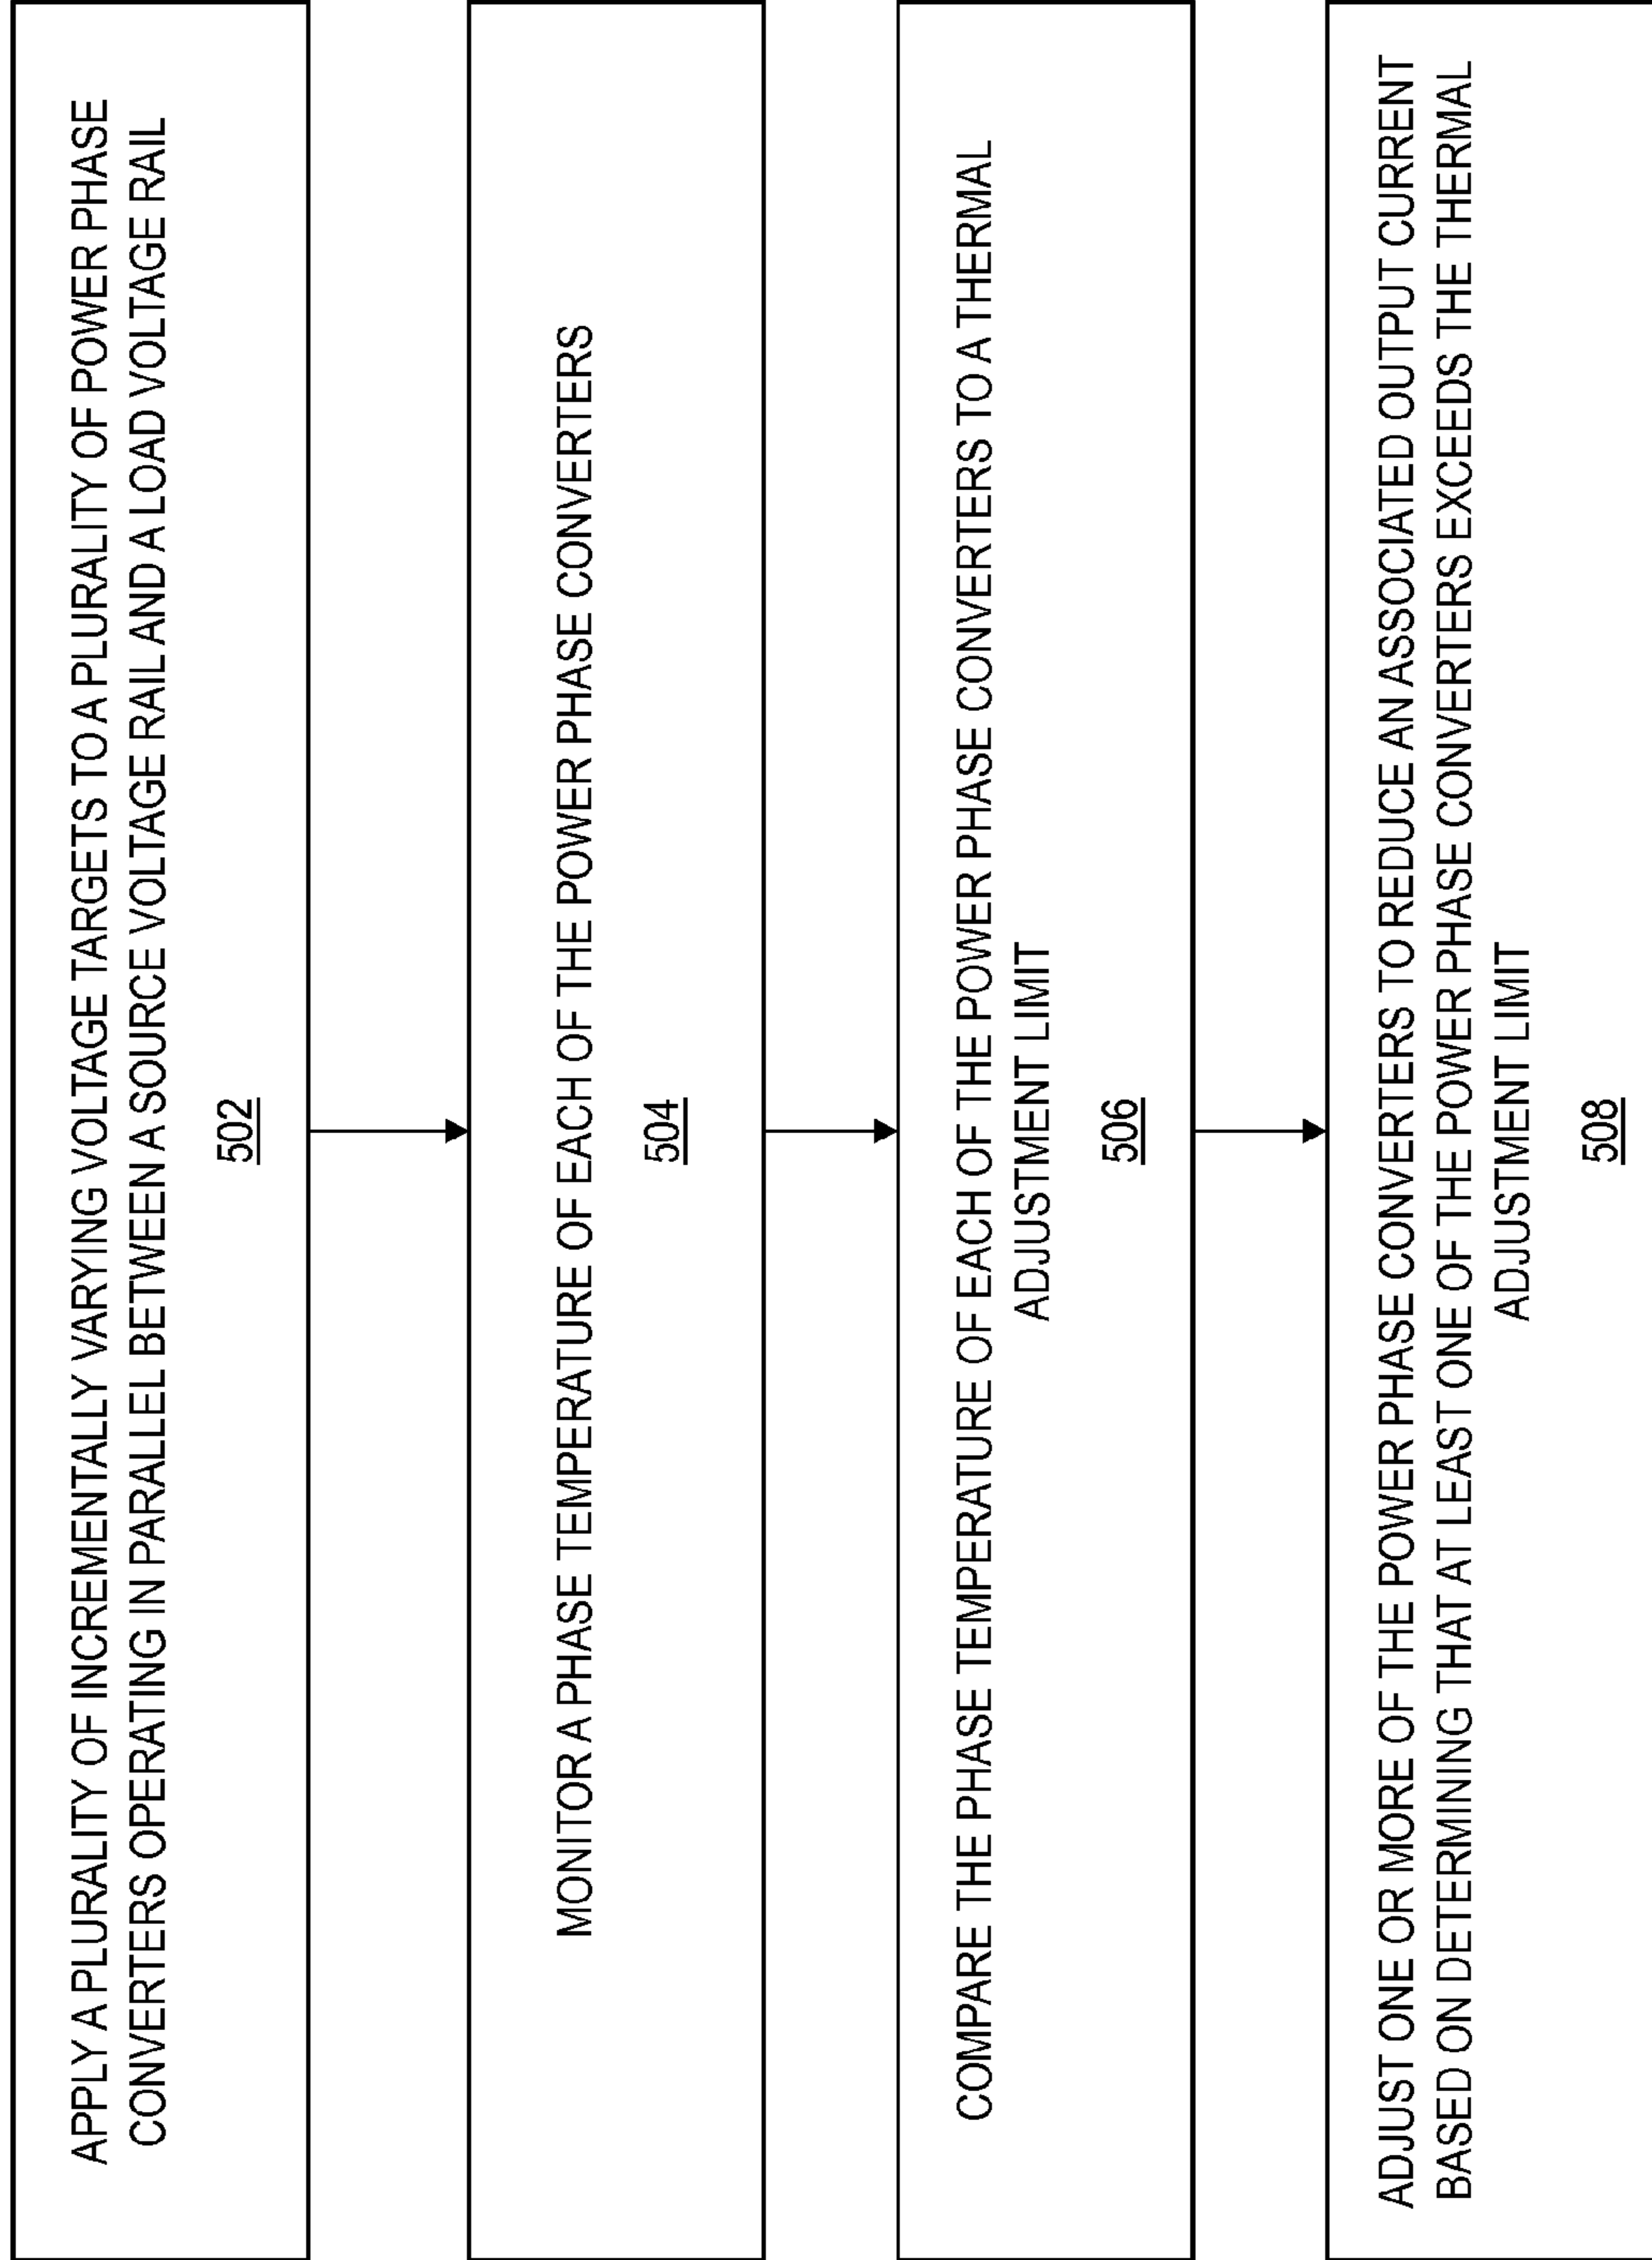 APPLY A PLURALITY OF INCREMENTALLY VARYING VOLTAGE TARGETS TO A PLURALITY OF POWER PHASE
CONVERTERS OPERATING IN PARALLEL BETWEEN A SOURCE VOLTAGE RAIL AND A LOAD VOLTAGE RAIL
502
MONITOR A PHASE TEMPERATURE OF EACH OF THE POWER PHASE CONVERTERS
504
COMPARE THE PHASE TEMPERATURE OF EACH OF THE POWER PHASE CONVERTERS TO A THERMAL
ADJUSTMENT LIMIT
506
ADJUST ONE OR MORE OF THE POWER PHASE CONVERTERS TO REDUCE AN ASSOCIATED OUTPUT CURRENT
BASED ON DETERMINING THAT AT LEAST ONE OF THE POWER PHASE CONVERTERS EXCEEDS THE THERMAL
ADJUSTMENT LIMIT
508